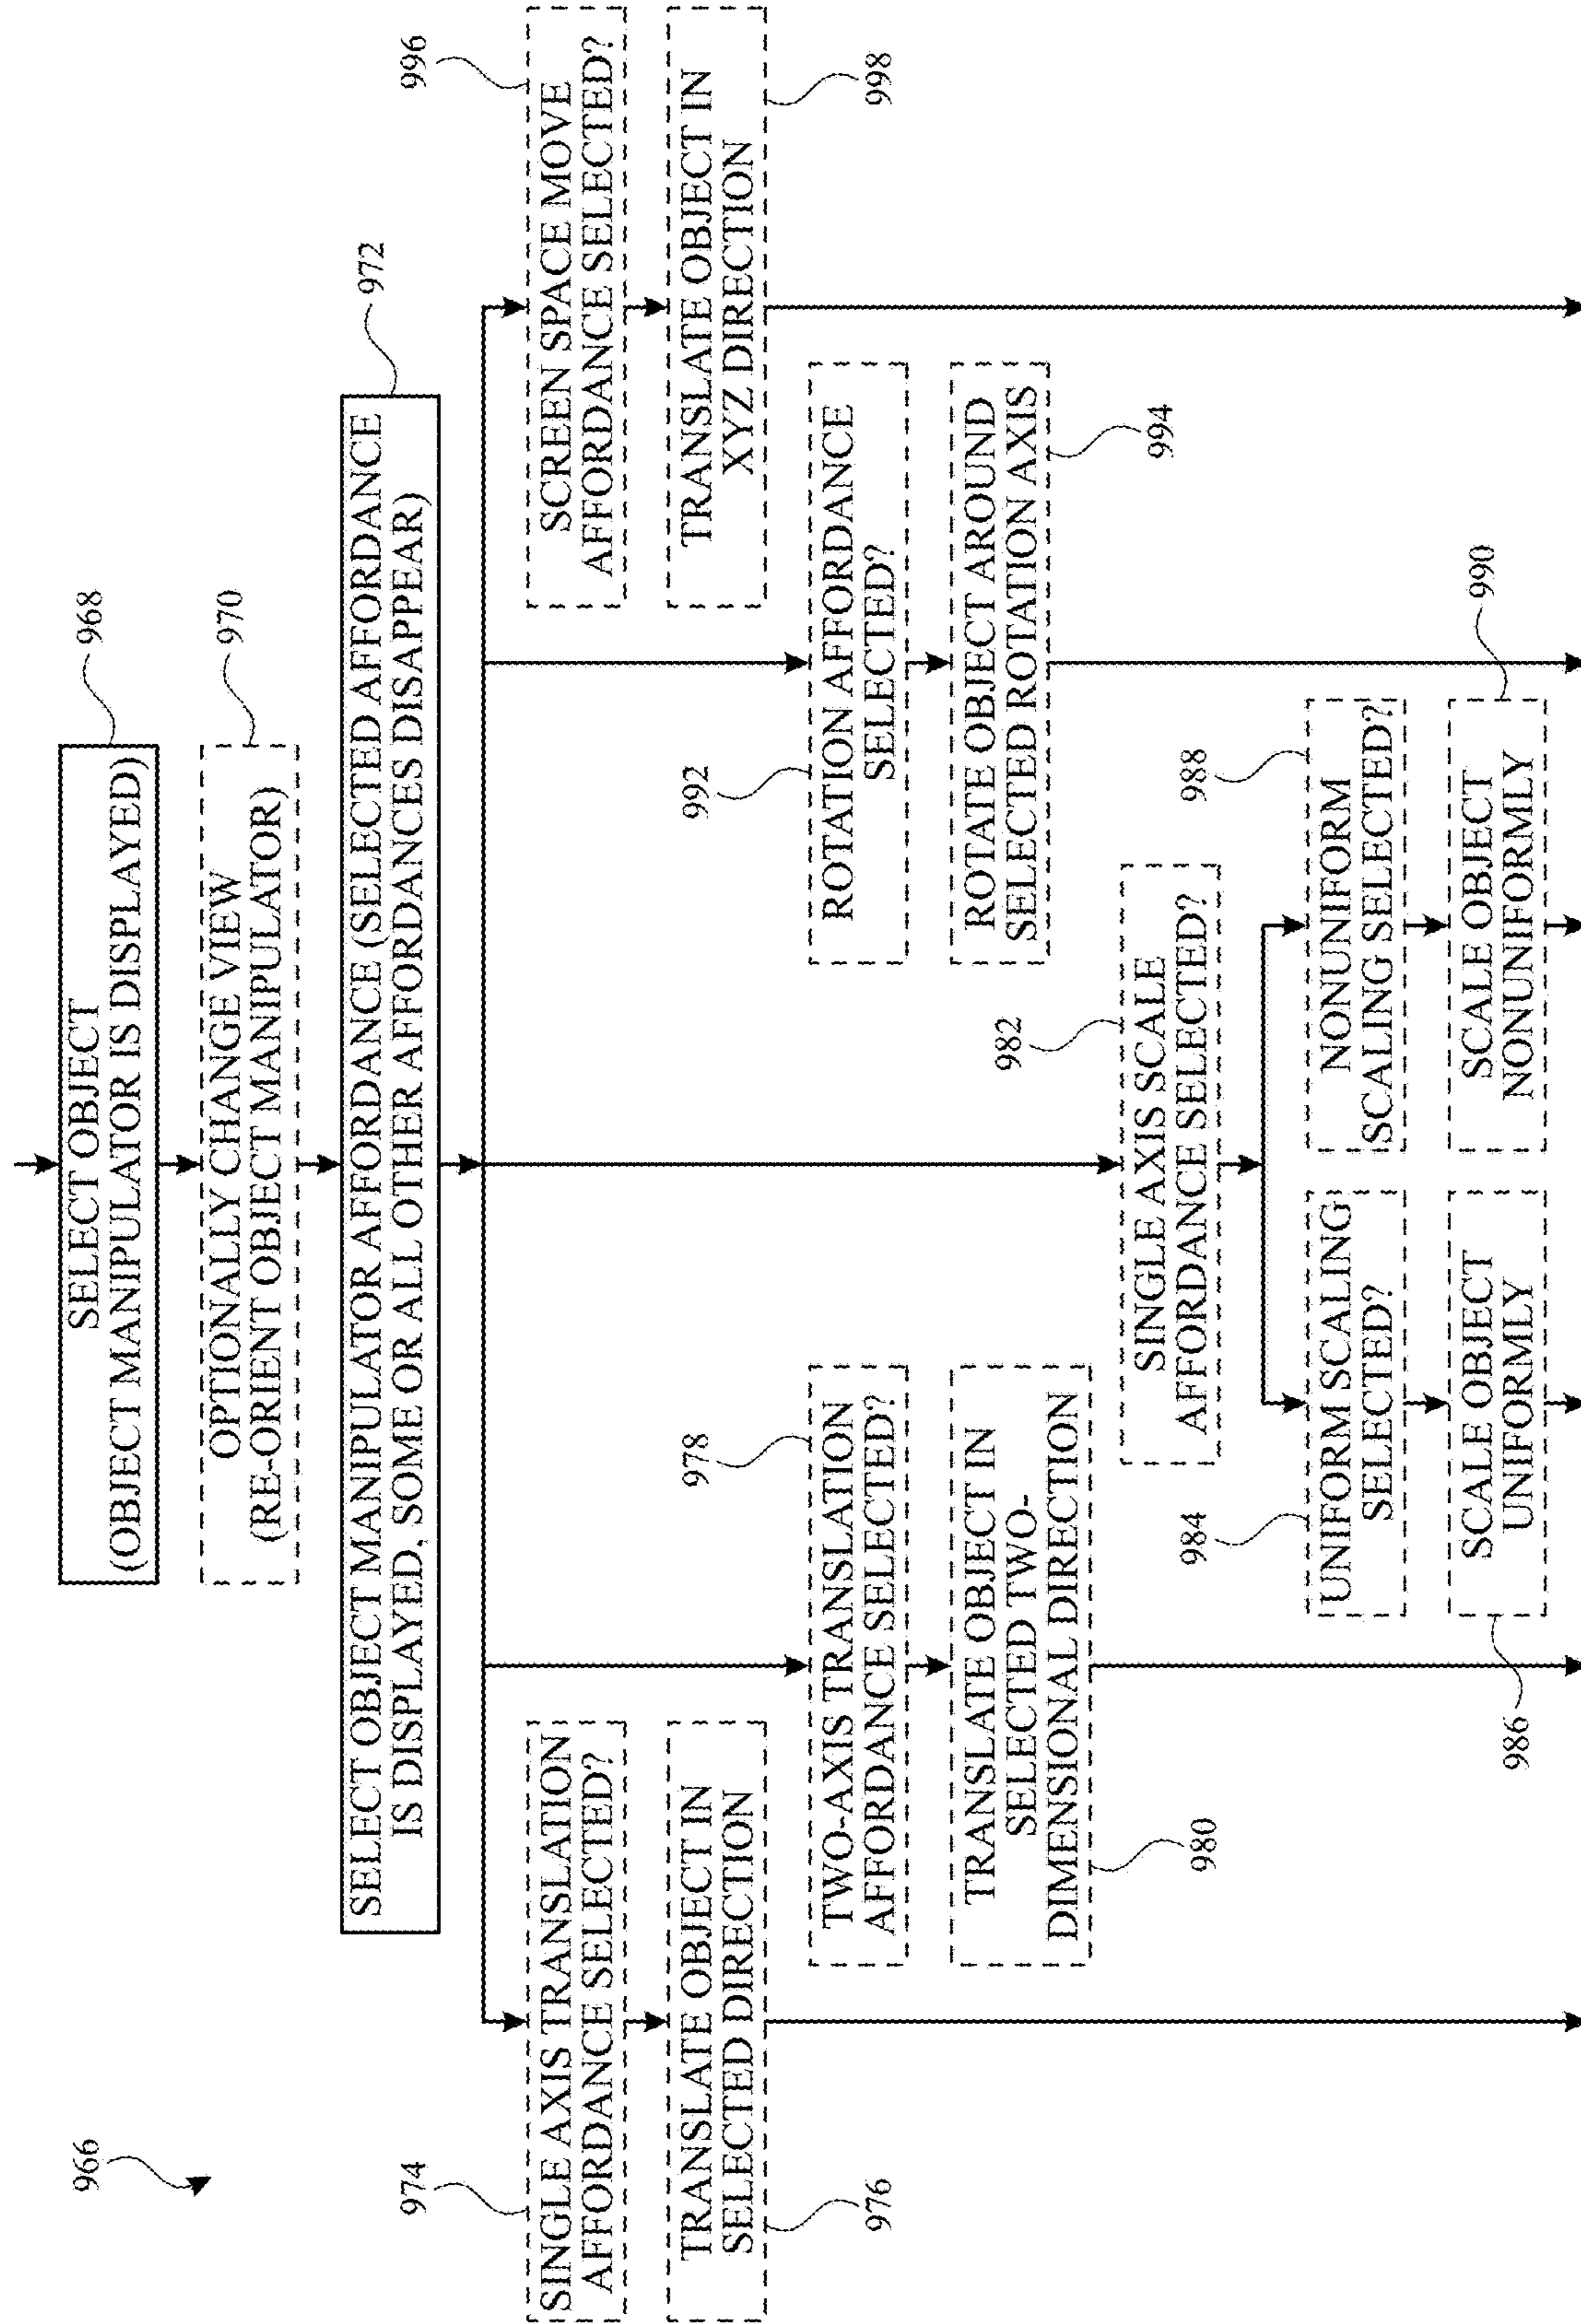 966
SELECT OBJECT
(OBJECT MANIPULATOR IS DISPLAYED)
968
OPTIONALLY CHANGE VIEW
(RE-ORIENT OBJECT MANIPULATOR)
970
SELECT OBJECT MANIPULATOR AFFORDANCE (SELECTED AFFORDANCE
IS DISPLAYED, SOME OR ALL OTHER AFFORDANCES DISAPPEAR)
972
974
SINGLE AXIS TRANSLATION
AFFORDANCE SELECTED?
TRANSLATE OBJECT IN
SELECTED DIRECTION
976
978
TWO-AXIS TRANSLATION
AFFORDANCE SELECTED?
TRANSLATE OBJECT IN
SELECTED TWO-
DIMENSIONAL DIRECTION
980
982
SINGLE AXIS SCALE
AFFORDANCE SELECTED?
984
UNIFORM SCALING
SELECTED?
SCALE OBJECT
UNIFORMLY
986
988
NONUNIFORM
SCALING SELECTED?
SCALE OBJECT
NONUNIFORMLY
990
992
ROTATION AFFORDANCE
SELECTED?
ROTATE OBJECT AROUND
SELECTED ROTATION AXIS
994
996
SCREEN SPACE MOVE
AFFORDANCE SELECTED?
TRANSLATE OBJECT IN
XYZ DIRECTION
998